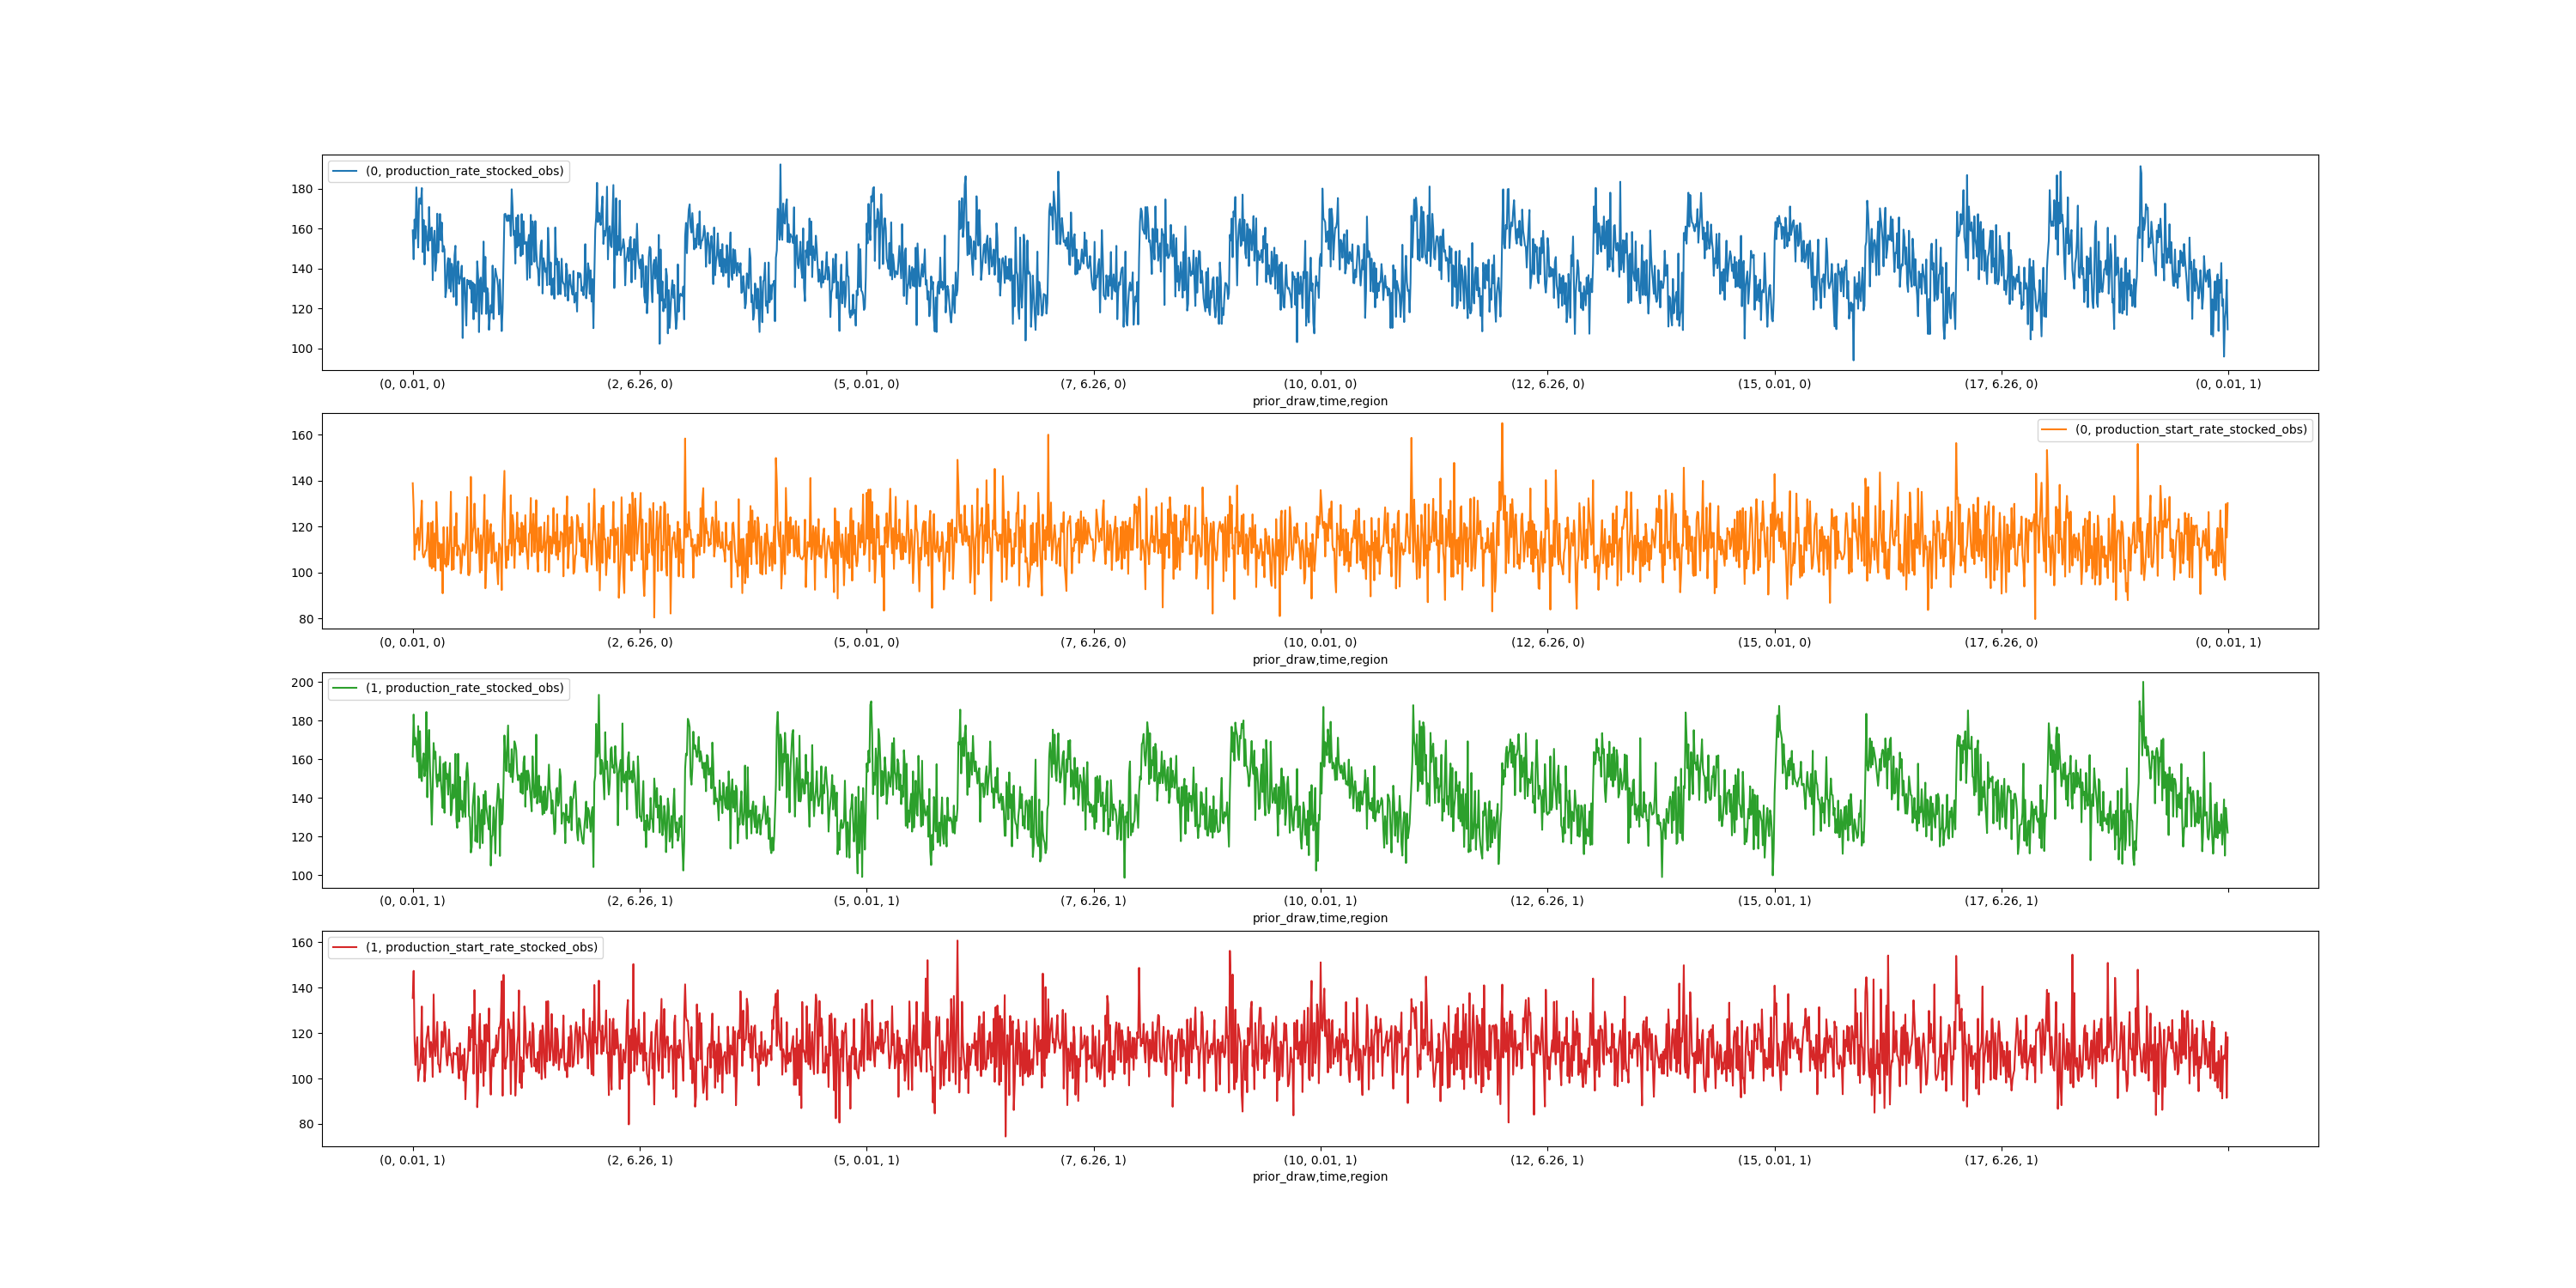 (0, production_rate_stocked_obs)
180
160
140
120
100
(0, 0.01, 0) (2, 6.26, 0) (5, 0.01, 0) (7, 6.26, 0) (10, 0.01, 0) (12, 6.26, 0) (15, 0.01, 0) (17, 6.26, 0) (0, 0.01, 1)
prior_draw,time,region
(0, production_start_rate_stocked_obs)
160
140
120
100
80
(0, 0.01, 0) (2, 6.26, 0) (5, 0.01, 0) (7, 6.26, 0) (10, 0.01, 0) (12, 6.26, 0) (15, 0.01, 0) (17, 6.26, 0) (0, 0.01, 1)
prior_draw,time,region
(1, production_rate_stocked_obs)
200
180
160
140
120
100
(0, 0.01, 1) (2, 6.26, 1) (5, 0.01, 1) (7, 6.26, 1) (10, 0.01, 1) (12, 6.26, 1) (15, 0.01, 1) (17, 6.26, 1)
prior_draw,time,region
(1, production_start_rate_stocked_obs)
160
140
120
100
80
(0, 0.01, 1) (2, 6.26, 1) (5, 0.01, 1) (7, 6.26, 1) (10, 0.01, 1) (12, 6.26, 1) (15, 0.01, 1) (17, 6.26, 1)
prior_draw,time,region